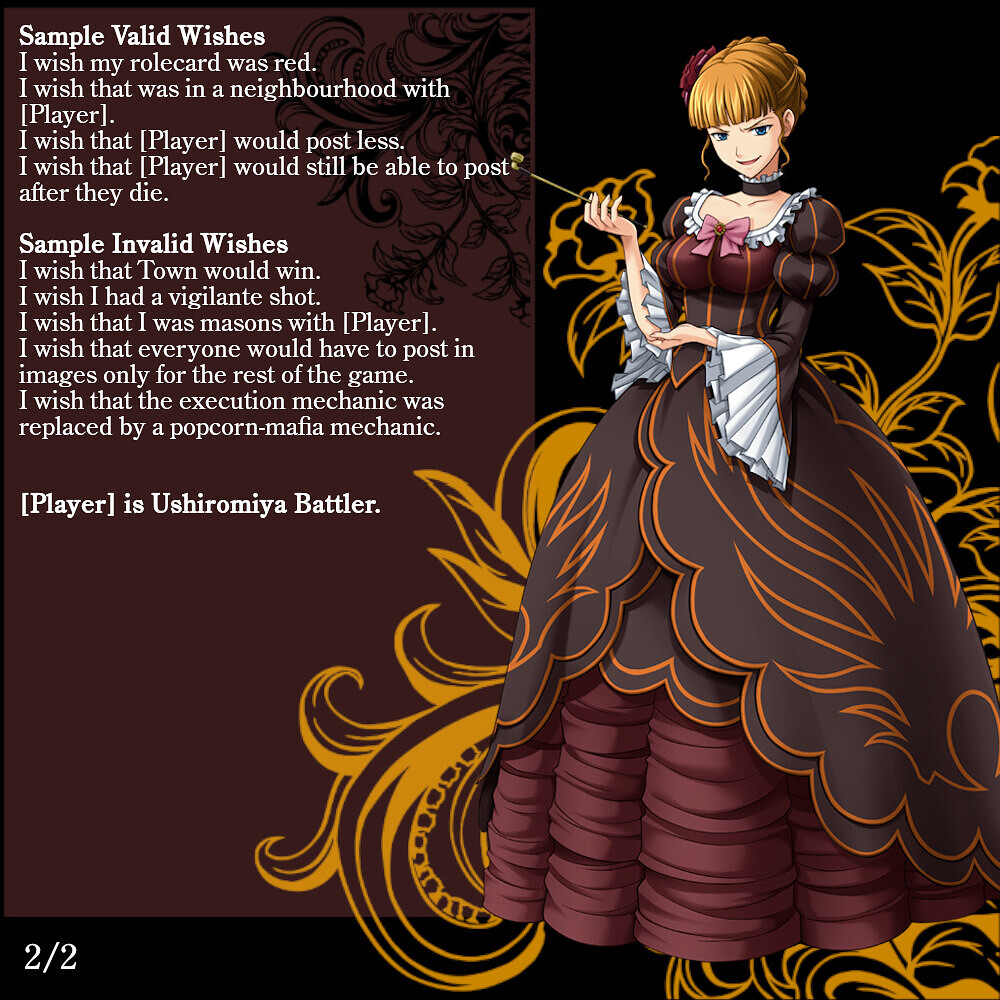 Sample Valid Wishes
I wish my rolecard was red.
I wish that was in a neighbourhood with
[Player].
I wish that [Player] would post less.
I wish that [Player] would still be able to post
after they die.
Sample Invalid Wishes
I wish that Town would win.
I wish I had a vigilante shot.
I wish that I was masons with [Player].
I wish that everyone would have to post in
images only for the rest of the game.
I wish that the execution mechanic was
replaced by a popcorn-mafia mechanic.
[Player] is Ushiromiya Battler.
2/2